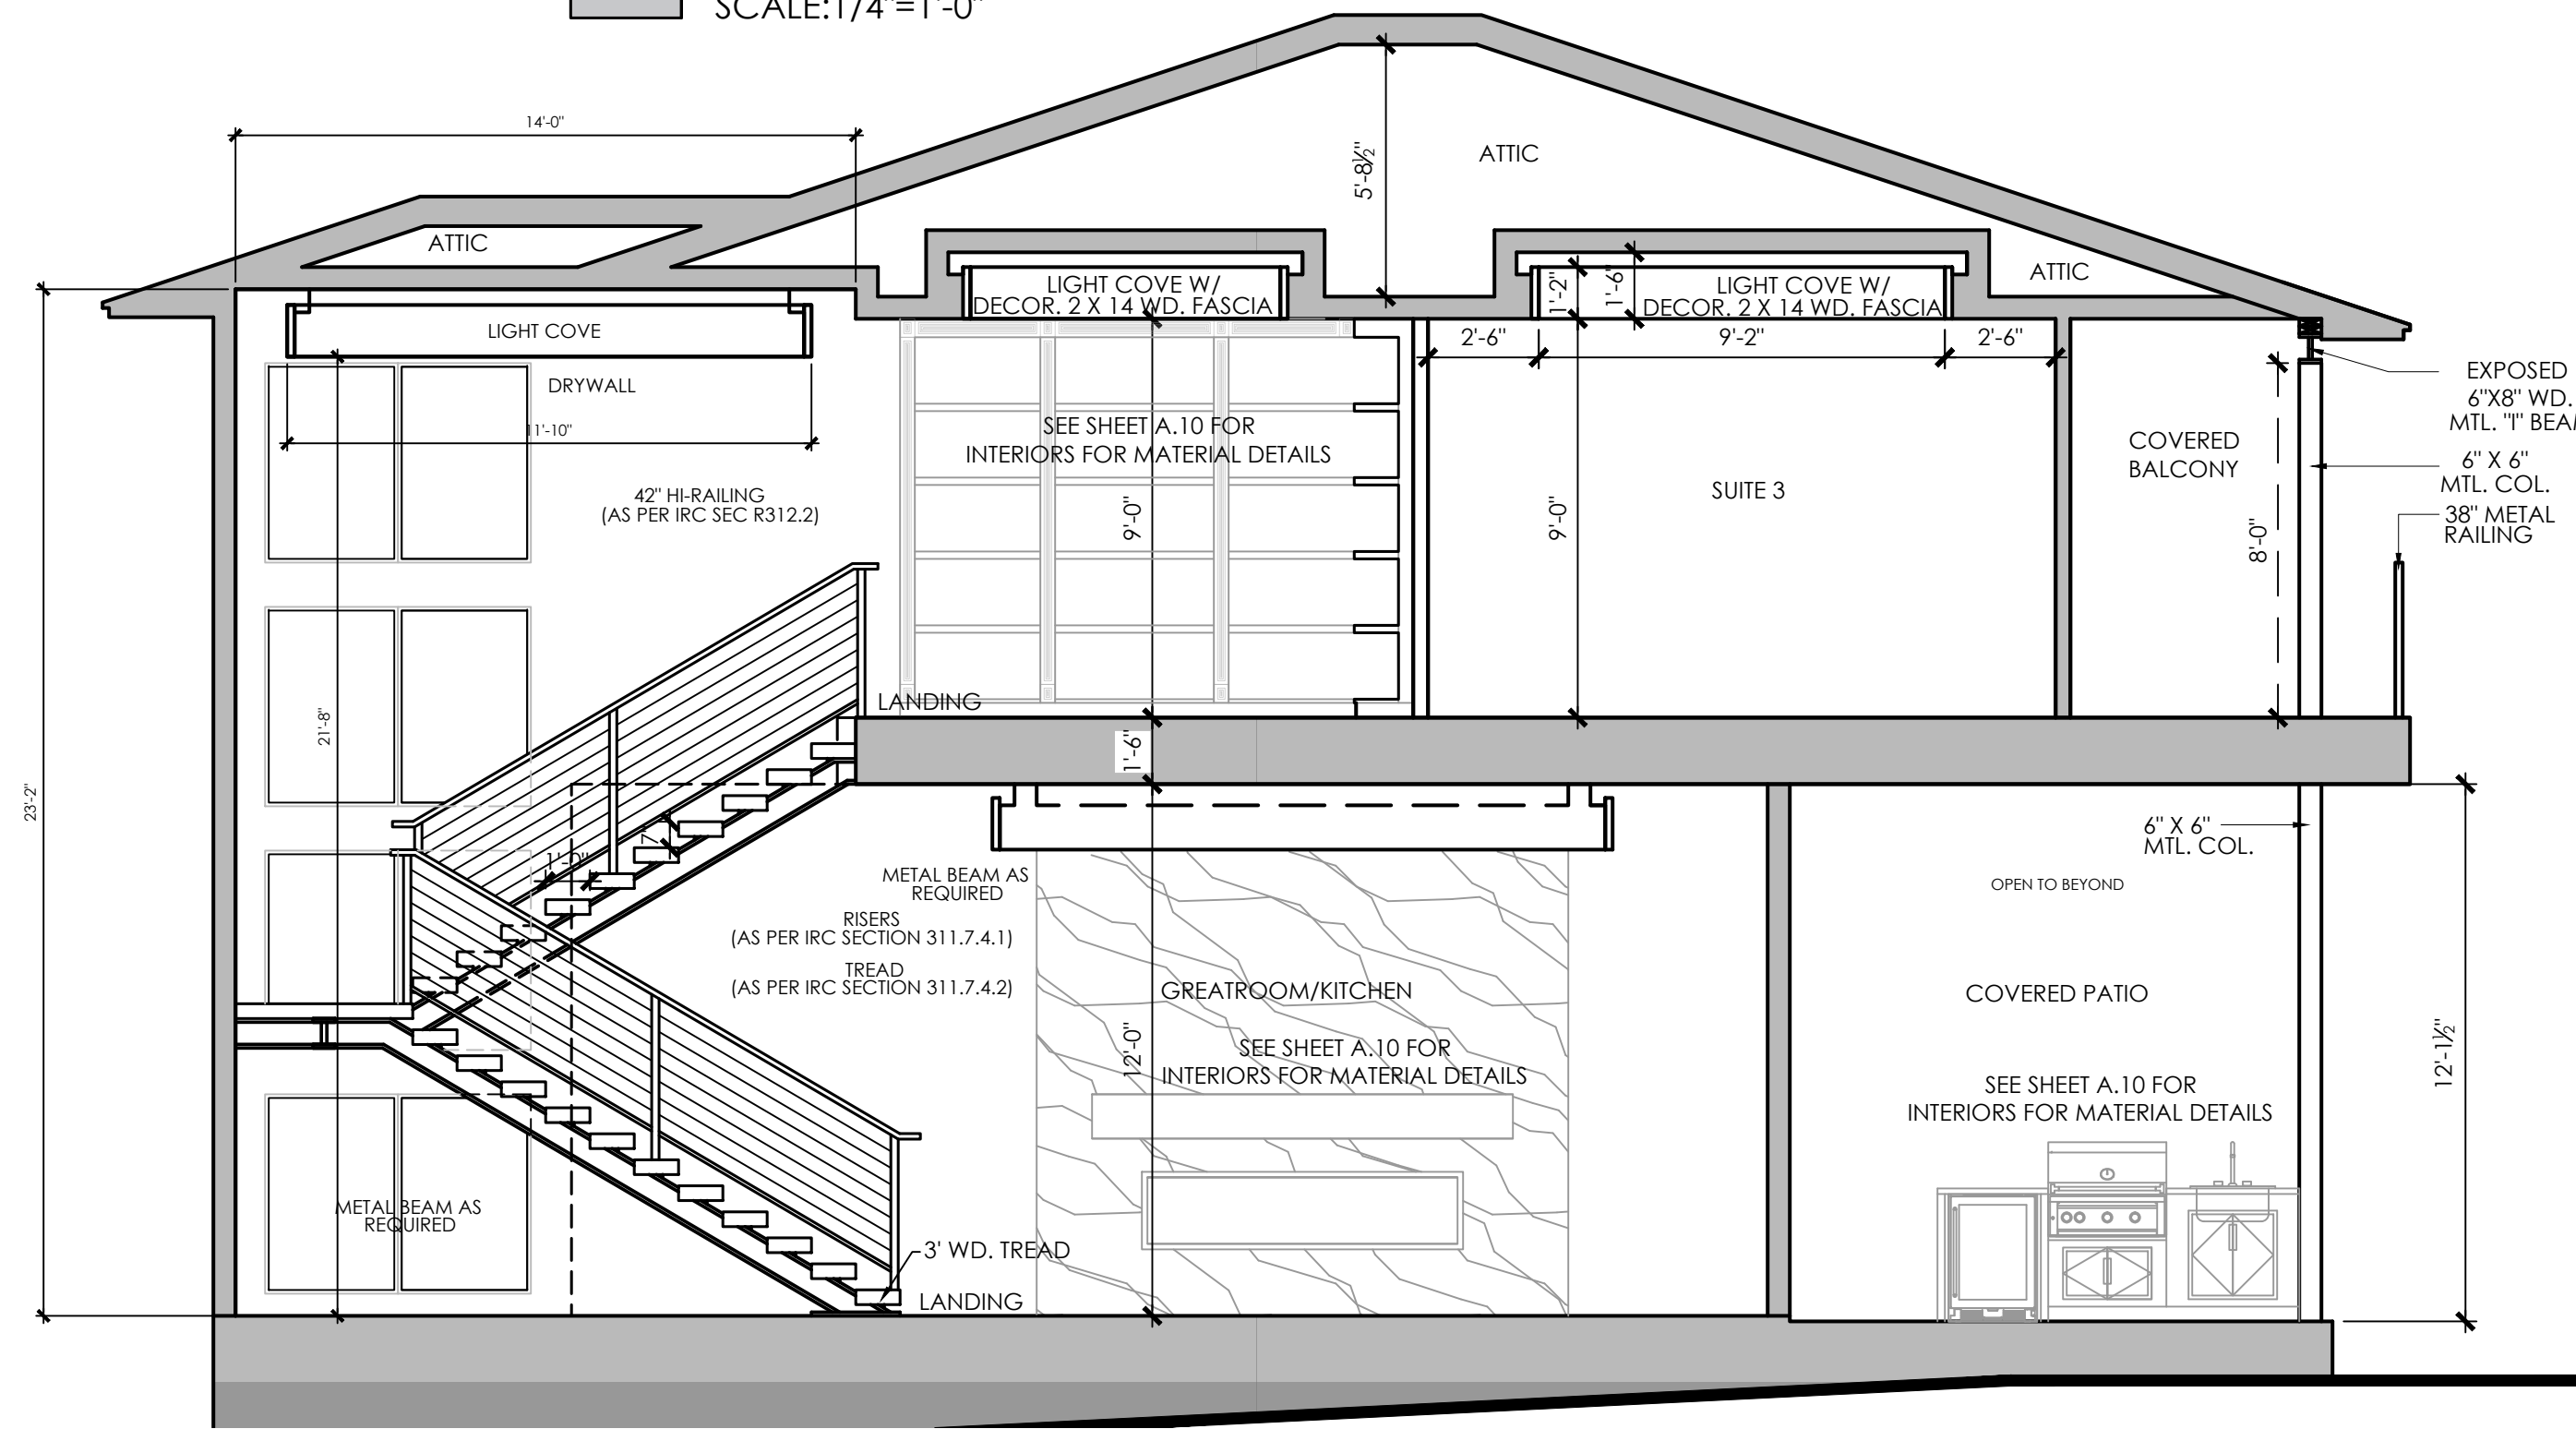 SCALE:1/4"=1'-0"
14'-0"
5'-8½"
ATTIC
ATTIC
ATTIC
LIGHT COVE W/
DECOR. 2 X 14 WD. FASCIA
1'-2"
1'-6"
LIGHT COVE W/
DECOR. 2 X 14 WD. FASCIA
LIGHT COVE
2'-6"
9'-2"
2'-6"
DRYWALL
11'-10"
EXPOSED
6"X8" WD.
MTL. "I"
SEE SHEET A.10 FOR
INTERIORS FOR MATERIAL DETAILS
COVERED
BALCONY
6" X 6"
MTL. COL.
42" HI-RAILING
(AS PER IRC SEC R312.2)
9'-0"
9'-0"
SUITE 3
38" METAL
RAILING
8'-0"
LANDING
21'-8"
23'-2"
1'-6"
7"
1'-0"
6" X 6"
MTL. COL.
METAL BEAM AS
REQUIRED
OPEN TO BEYOND
RISERS
(AS PER IRC SECTION 311.7.4.1)
TREAD
(AS PER IRC SECTION 311.7.4.2)
GREATROOM/KITCHEN
COVERED PATIO
12'-0"
SEE SHEET A.10 FOR
INTERIORS FOR MATERIAL DETAILS
12'-1½"
SEE SHEET A.10 FOR
INTERIORS FOR MATERIAL DETAILS
METAL BEAM AS
REQUIRED
3' WD. TREAD
LANDING